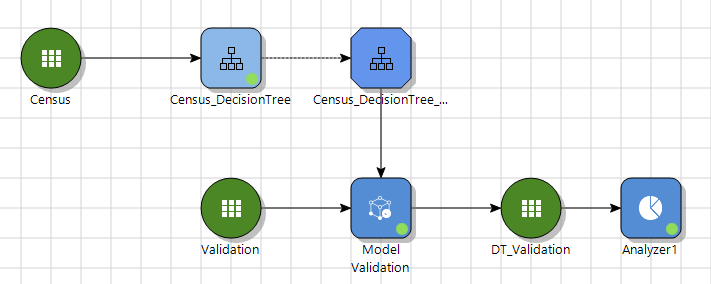 Census
Census_DecisionTree
Census_DecisionTree_...
Validation
Model
Validation
DT_Validation
Analyzer1